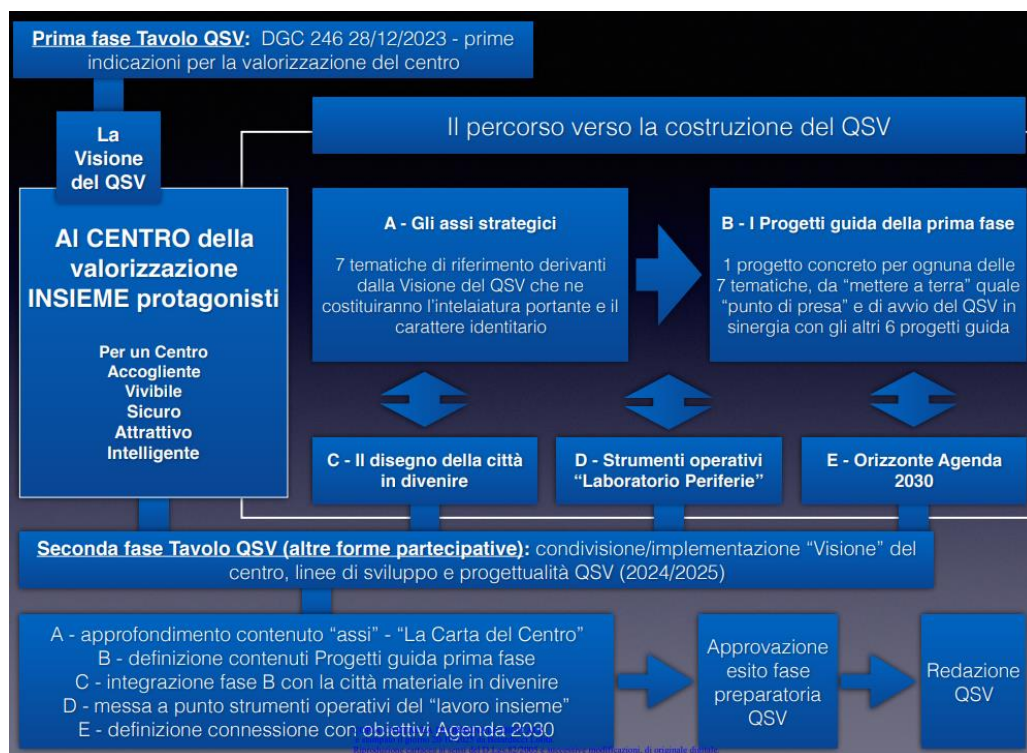 Prima fase Tavolo QSV: DGC 246 28/12/2023 - prime
indicazioni per la valorizzazione del centro
La
Visione
del QSV
Il percorso verso la costruzione del QSV
Al CENTRO della
valorizzazione
INSIEME protagonisti
Per un Centro
Accogliente
Vivibile
Sicuro
Attrattivo
Intelligente
A - Gli assi strategici
7 tematiche di riferimento derivanti
dalla Visione del QSV che ne
costituiranno l'intelaiatura portante e il
carattere identitario
B - I Progetti guida della prima fase
1 progetto concreto per ognuna delle
7 tematiche, da “mettere a terra” quale
“punto di presa” e di avvio del QSV in
sinergia con gli altri 6 progetti guida
C - Il disegno della città
in divenire
D - Strumenti operativi
“Laboratorio Periferie”
E - Orizzonte Agenda
2030
Seconda fase Tavolo QSV (altre forme partecipative): condivisione/implementazione “Visione” del
centro, linee di sviluppo e progettualità QSV (2024/2025)
A - approfondimento contenuto “assi” - “La Carta del Centro”
B - definizione contenuti Progetti guida prima fase
C - integrazione fase B con la città materiale in divenire
D - messa a punto strumenti operativi del “lavoro insieme”
E - definizione connessione con obiettivi Agenda 2030
Approvazione
esito fase
preparatoria
QSV
Redazione
QSV